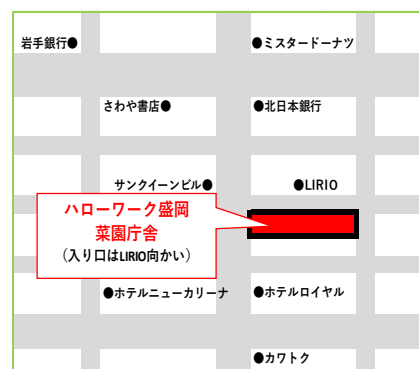 岩手銀行●
●ミスタードーナツ
さわや書店●
●北日本銀行
サンクイーンビル●
●LIRIO
ハローワーク盛岡
菜園庁舎
（入り口はLIRIO向かい）
●ホテルニューカリーナ
●ホテルロイヤル
●カワトク